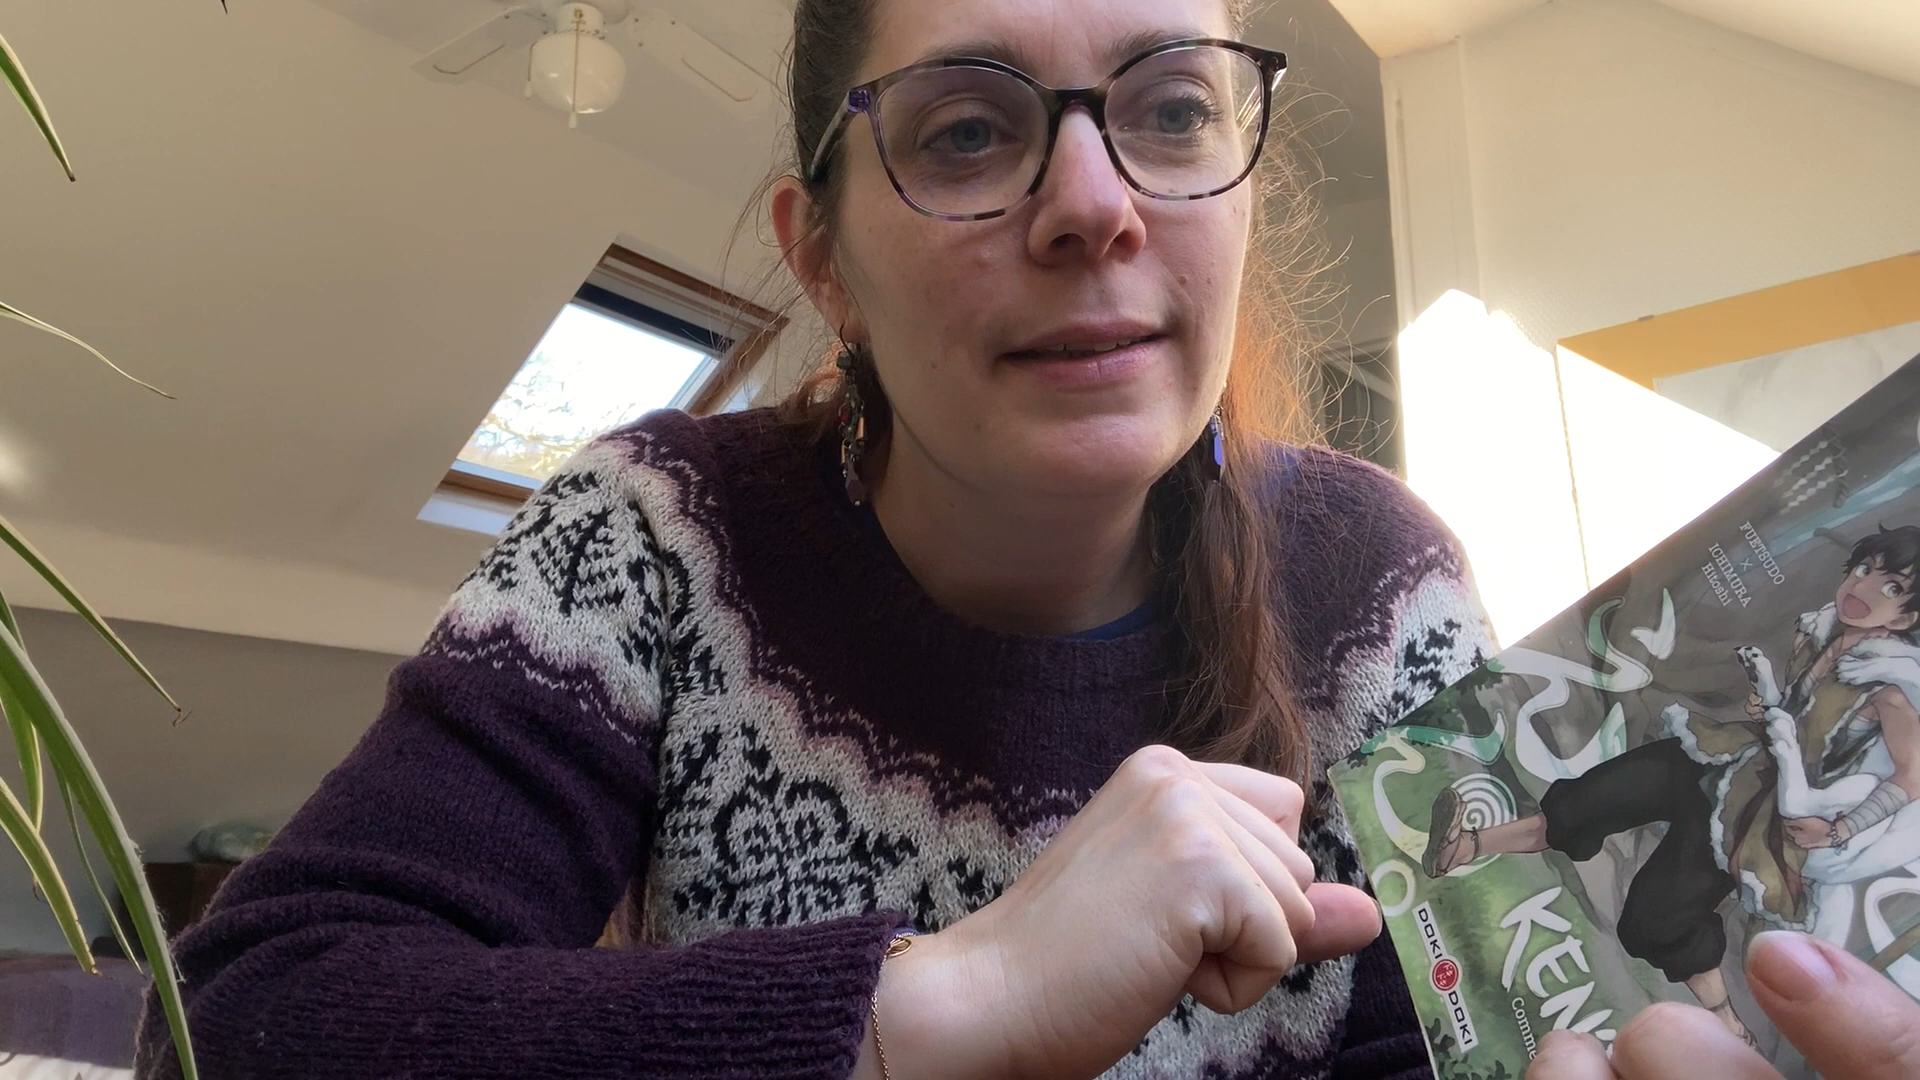 FUETSUDO
×
ICHIMURA
Hitoshi
DOKI DOKI
KEN
Comme